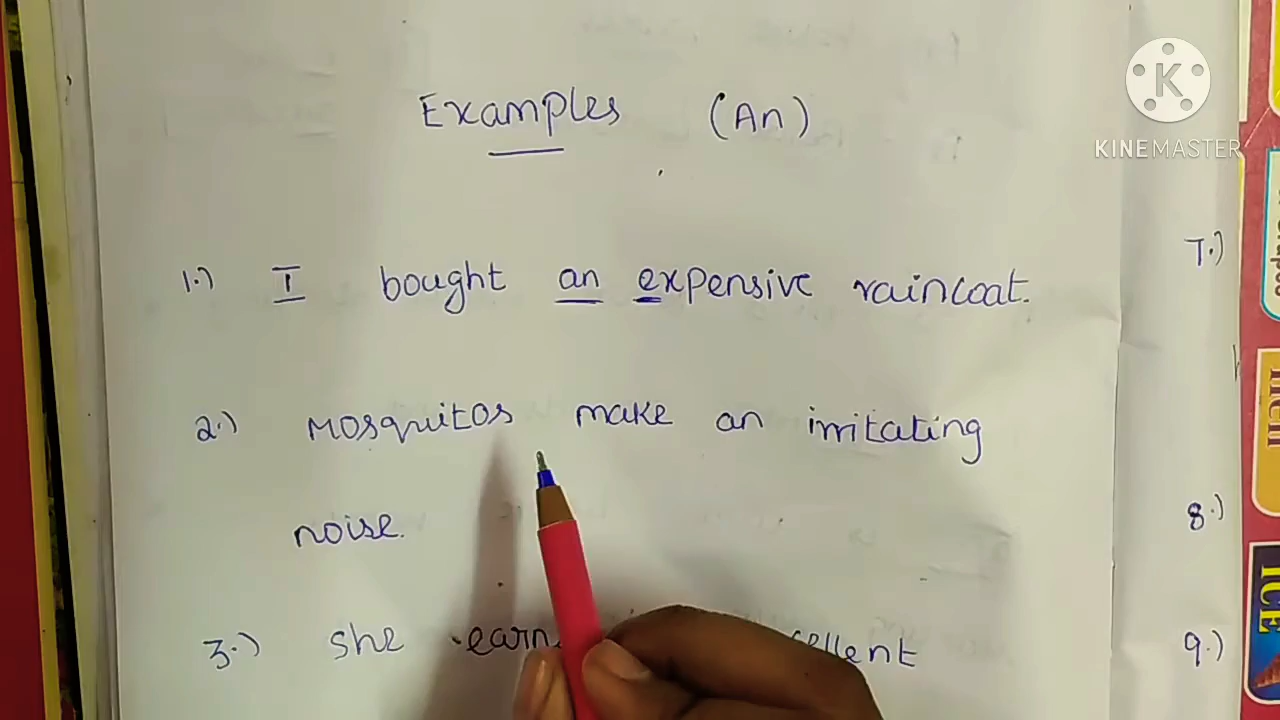 Examples (An)
KINEMASTER
1.) I bought an expensive raincoat.
7.)
2.) Mosquitos make an irritating
noise.
8.)
3.) She
9.)
ICE